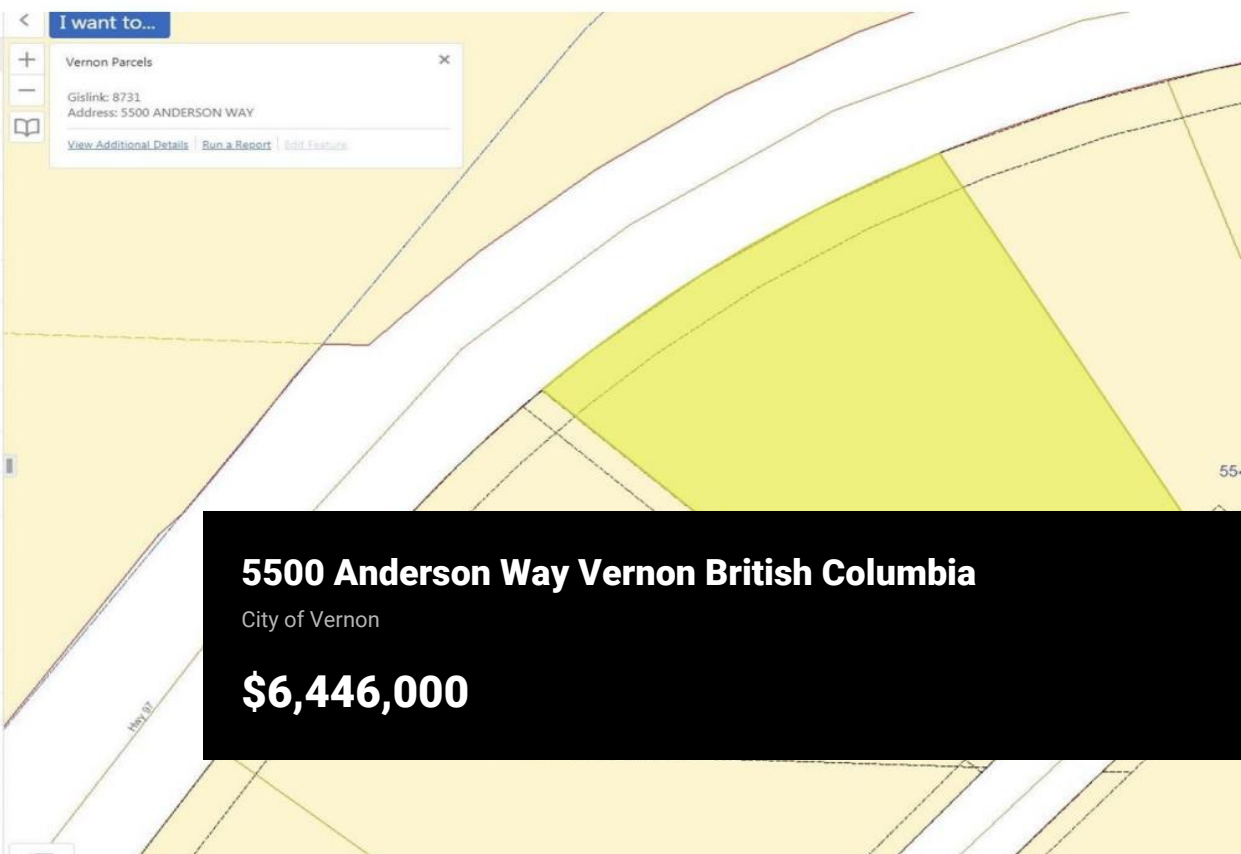 I want to...
Vernon Parcels
Gislink: 8731
Address: 5500 ANDERSON WAY
View Additional Details | Run a Report | Edit Feature
Hwy 97
5500 Anderson Way Vernon British Columbia
City of Vernon
$6,446,000